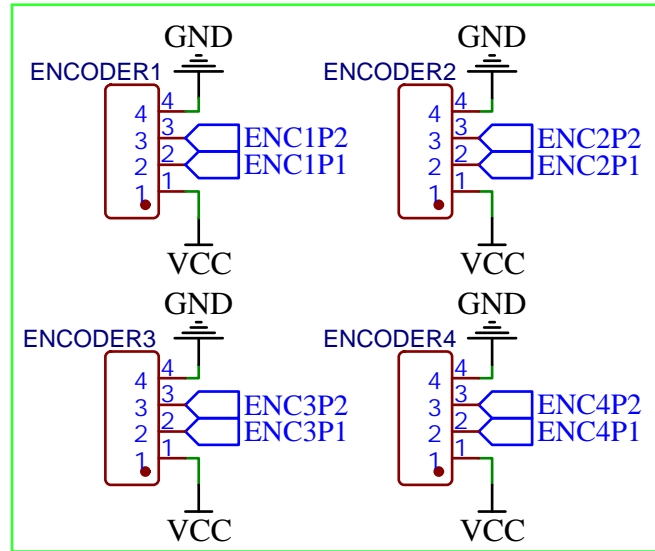 GND
ENCODER1
4 4
3 3 ENC1P2
2 2 ENC1P1
1 1
VCC
GND
ENCODER2
4 4
3 3 ENC2P2
2 2 ENC2P1
1 1
VCC
GND
ENCODER3
4 4
3 3 ENC3P2
2 2 ENC3P1
1 1
VCC
GND
ENCODER4
4 4
3 3 ENC4P2
2 2 ENC4P1
1 1
VCC